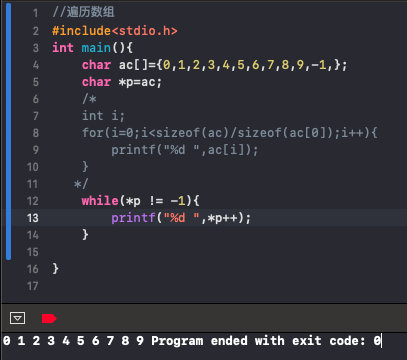 1 //遍历数组
2 #include<stdio.h>
3 int main(){
4     char ac[]={0,1,2,3,4,5,6,7,8,9,-1,};
5     char *p=ac;
6     /*
7     int i;
8     for(i=0;i<sizeof(ac)/sizeof(ac[0]);i++){
9         printf("%d ",ac[i]);
10     }
11    */
12     while(*p != -1){
13         printf("%d ",*p++);
14     }
15
16 }
17
0 1 2 3 4 5 6 7 8 9 Program ended with exit code: 0